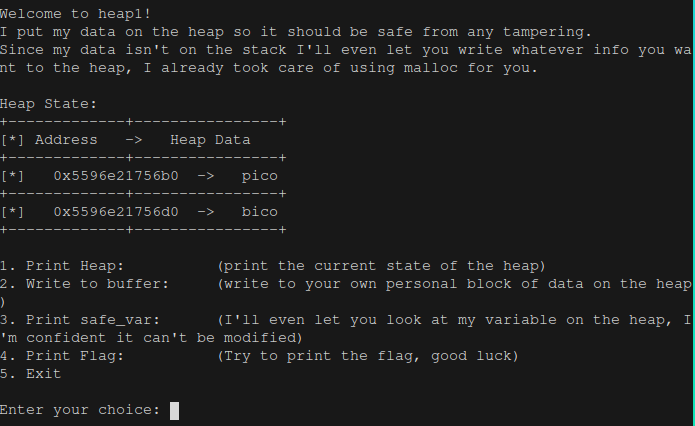 Welcome to heap1!
I put my data on the heap so it should be safe from any tampering.
Since my data isn't on the stack I'll even let you write whatever info you wa
nt to the heap, I already took care of using malloc for you.

Heap State:
+-------------+----------------+
[*] Address   ->   Heap Data
+-------------+----------------+
[*]   0x5596e21756b0  ->   pico
+-------------+----------------+
[*]   0x5596e21756d0  ->   bico
+-------------+----------------+

1. Print Heap:          (print the current state of the heap)
2. Write to buffer:     (write to your own personal block of data on the heap
)
3. Print safe_var:      (I'll even let you look at my variable on the heap, I
'm confident it can't be modified)
4. Print Flag:          (Try to print the flag, good luck)
5. Exit

Enter your choice: